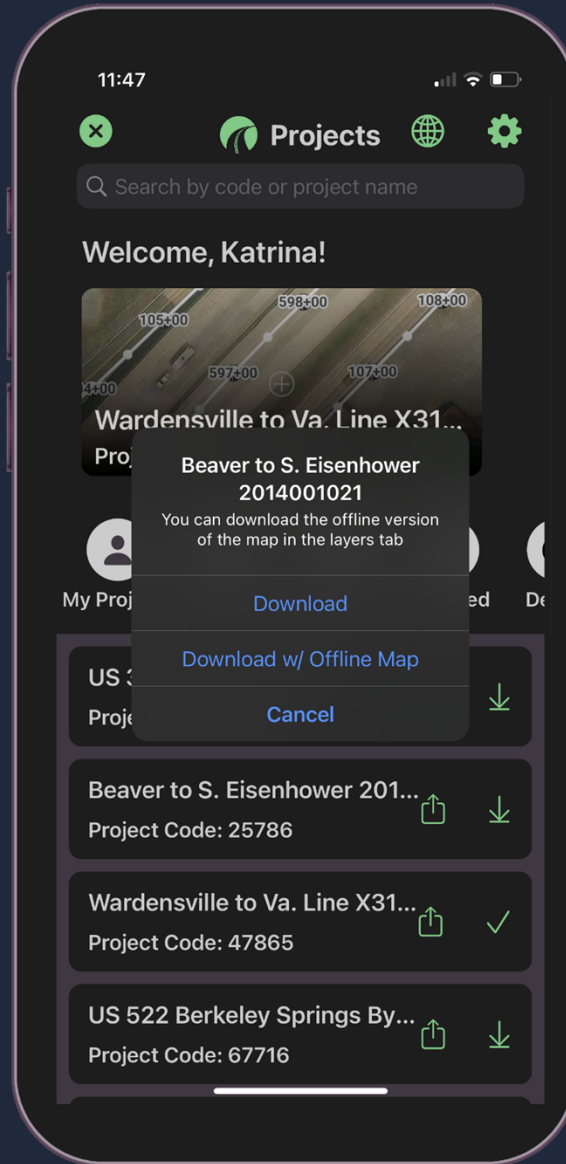 11:47
Projects
Search by code or project name
Welcome, Katrina!
598+00
108+00
105+00
597+00
107+00
4+00
Wardensville to Va. Line X31...
Proj
Beaver to S. Eisenhower
2014001021
You can download the offline version
of the map in the layers tab
Download
Download w/ Offline Map
Cancel
My Proj
ed
De
US 3
Proje
Beaver to S. Eisenhower 201...
Project Code: 25786
Wardensville to Va. Line X31...
Project Code: 47865
US 522 Berkeley Springs By...
Project Code: 67716